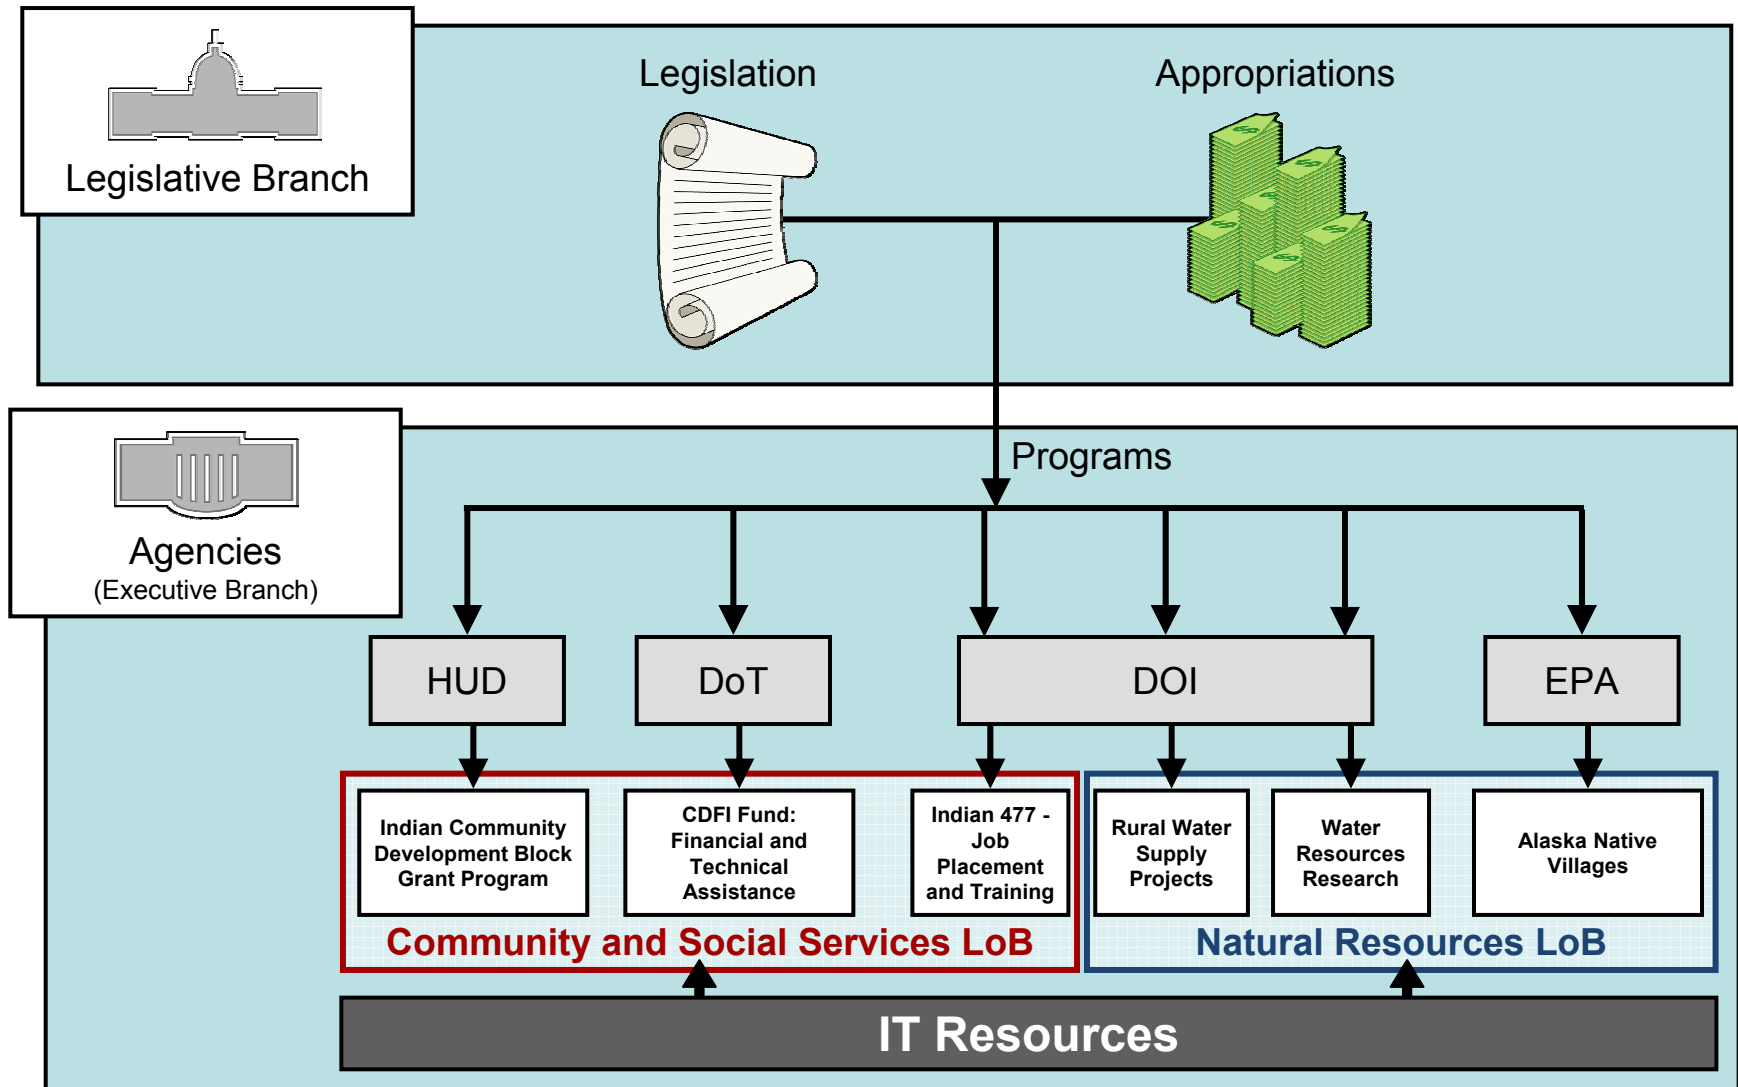 Legislative Branch
Legislation
Appropriations
Agencies
(Executive Branch)
Programs
HUD
DoT
DOI
EPA
Indian Community
Development Block
Grant Program
CDFI Fund:
Financial and
Technical
Assistance
Indian 477 -
Job
Placement
and Training
Rural Water
Supply
Projects
Water
Resources
Research
Alaska Native
Villages
Community and Social Services LoB
Natural Resources LoB
IT Resources